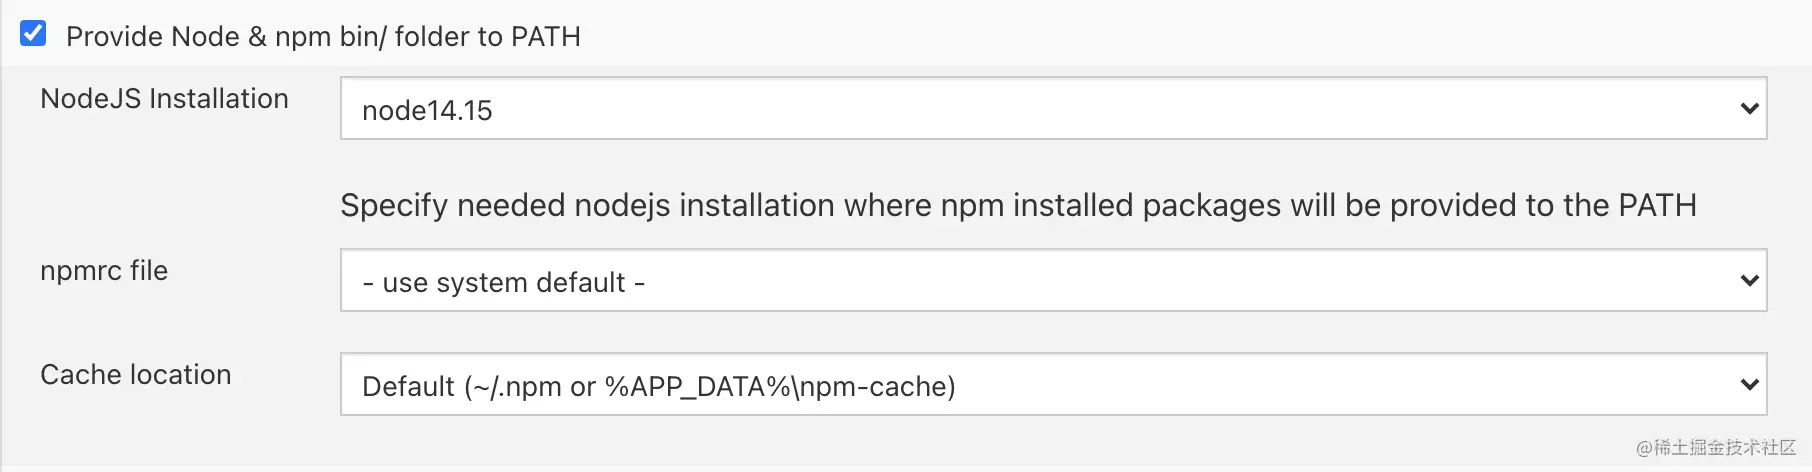 Provide Node & npm bin/ folder to PATH
NodeJS Installation
node14.15
Specify needed nodejs installation where npm installed packages will be provided to the PATH
npmrc file
- use system default -
Cache location
Default (~/.npm or %APP_DATA%\npm-cache)
@稀土掘金技术社区